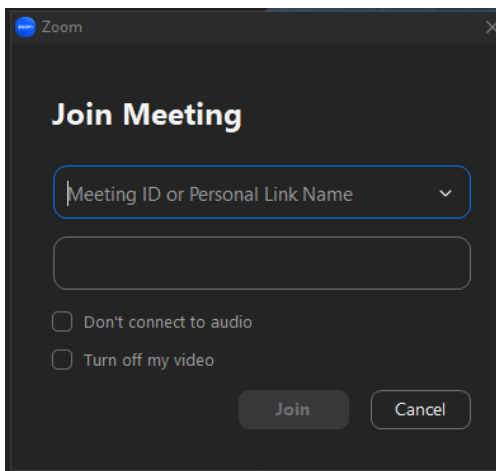 zoom Zoom
Join Meeting
Meeting ID or Personal Link Name
Don't connect to audio
Turn off my video
Join Cancel